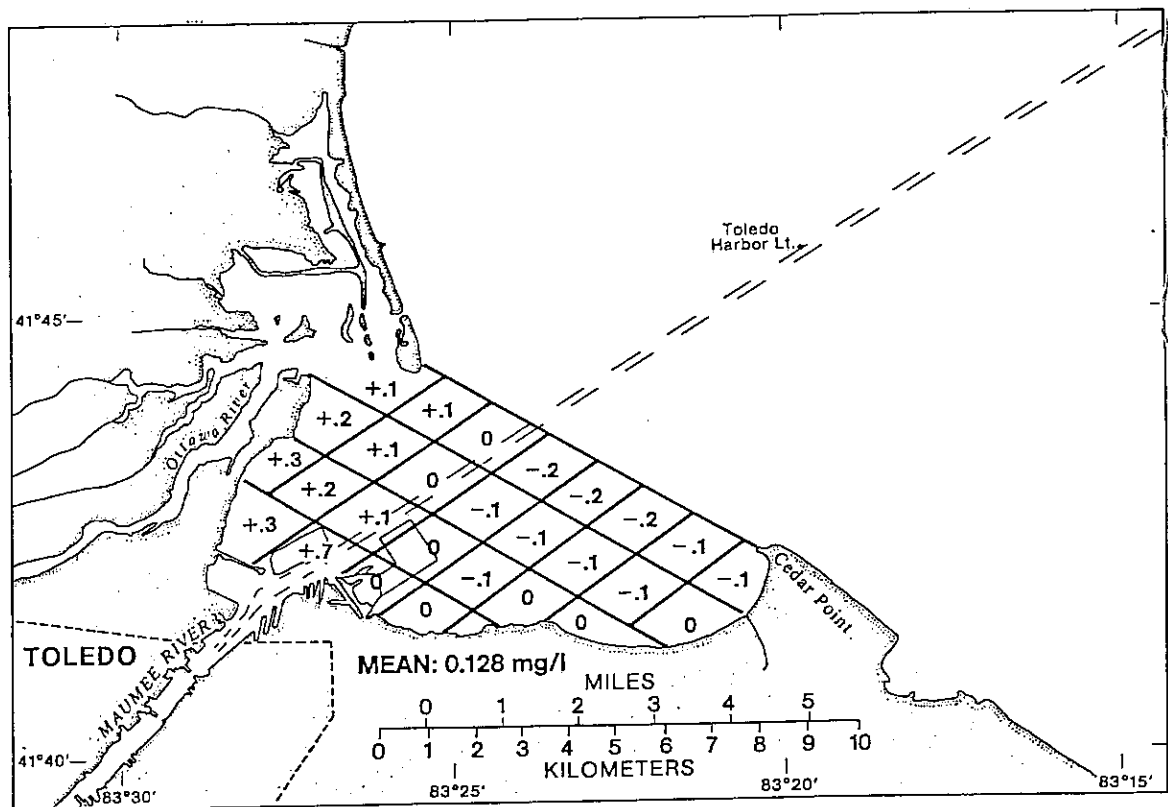 Toledo
Harbor Lt.
41°45'
Ottawa River
+.1
+.2
+.1
+.3
+.1
0
+.2
0
-.2
+.3
+.1
-.1
-.2
+.7
0
-.1
-.2
0
-.1
-.1
-.1
0
0
-.1
-.1
0
0
Cedar Point
TOLEDO
MAUMEE RIVER
MEAN: 0.128 mg/l
MILES
0 1 2 3 4 5
0 1 2 3 4 5 6 7 8 9 10
KILOMETERS
41°40'
83°30' 83°25' 83°20' 83°15'